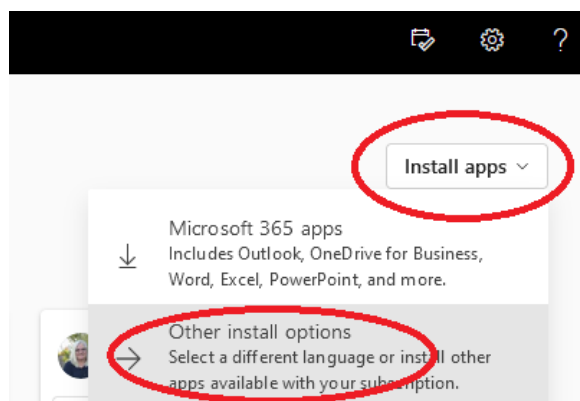 ?
Install apps
Microsoft 365 apps
Includes Outlook, OneDrive for Business,
Word, Excel, PowerPoint, and more.
Other install options
Select a different language or install other
apps available with your subscription.